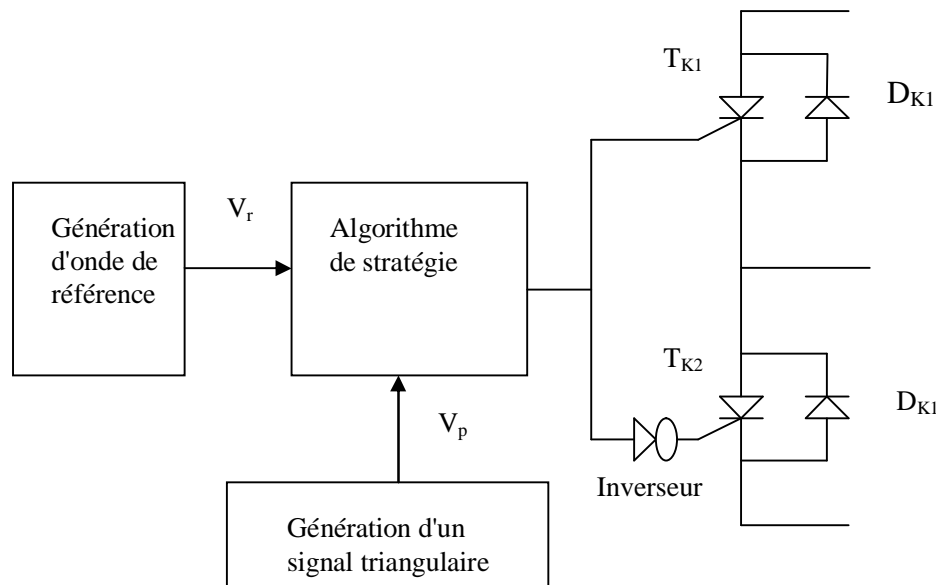 T_K1
D_K1
V_r
Génération
d'onde de
référence
Algorithme
de stratégie
T_K2
D_K1
V_p
Inverseur
Génération d'un
signal triangulaire